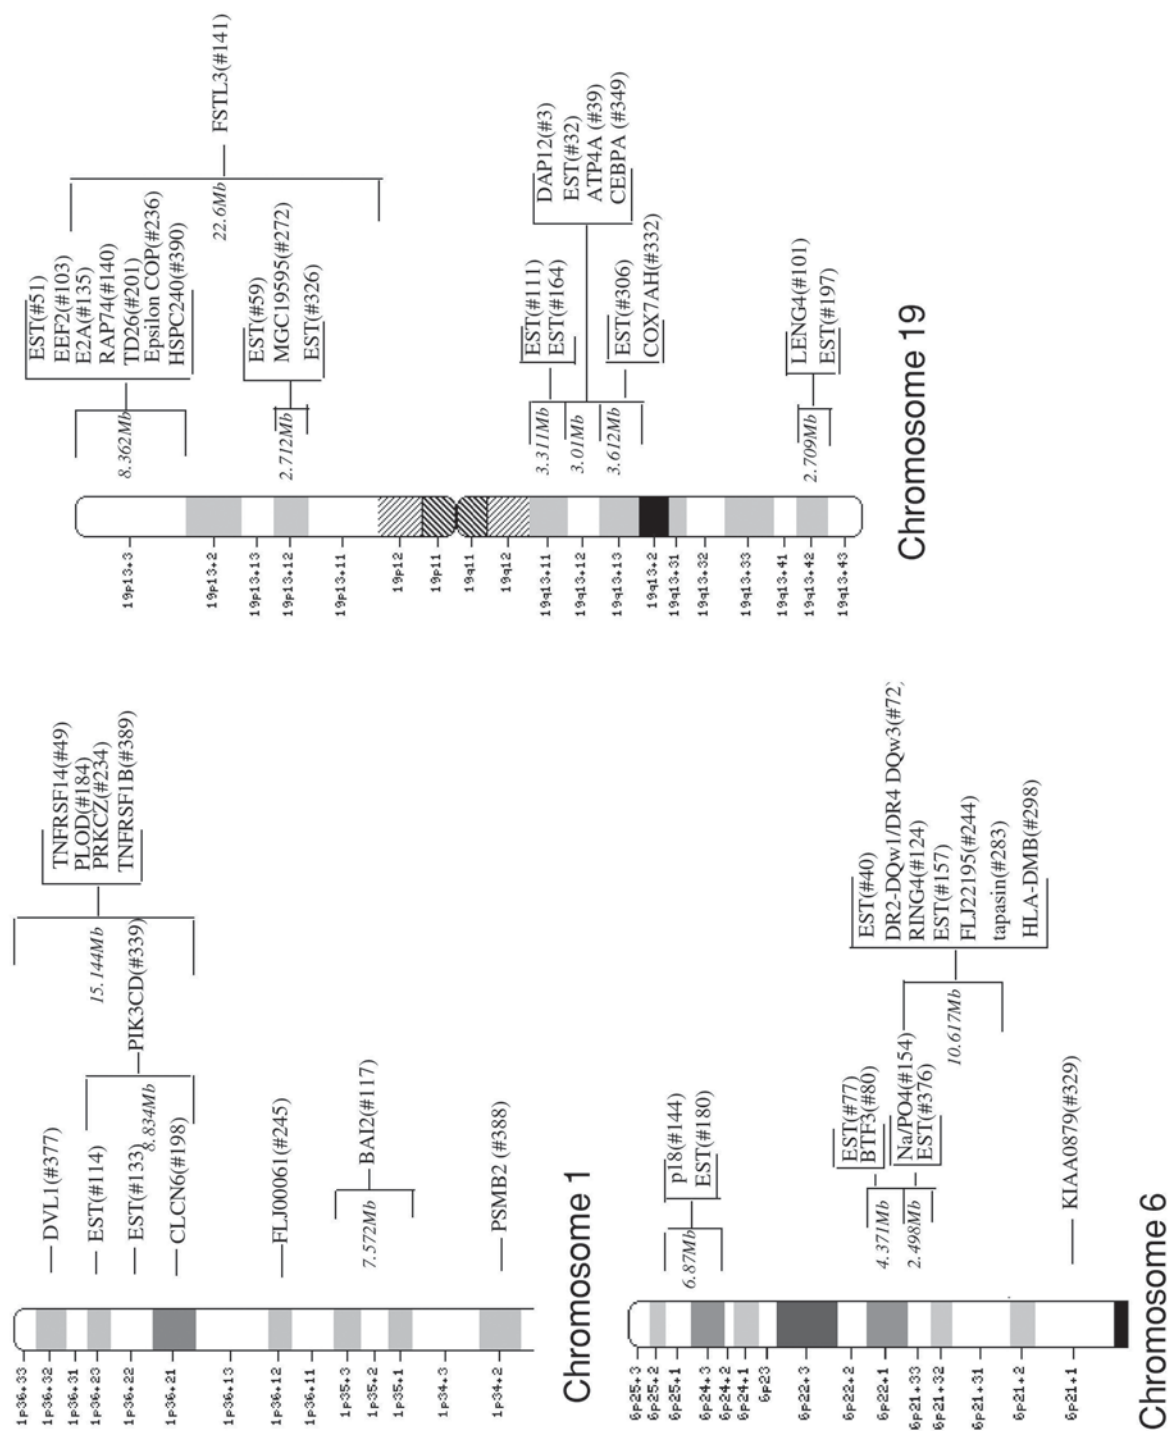 FSTL3(#141)
22.6Mb
EST(#51)
EEF2(#103)
E2A(#135)
RAP74(#140)
TD26(#201)
Epsilon COP(#236)
HSPC240(#390)
8.362Mb
EST(#59)
MGC19595(#272)
EST(#326)
2.712Mb
DAP12(#3)
EST(#32)
ATP4A (#39)
CEBPA (#349)
EST(#111)
EST(#164)
EST(#306)
COX7AH(#332)
3.311Mb
3.01Mb
3.612Mb
LENG4(#101)
EST(#197)
2.709Mb
19p13+3
19p13+2
19p13+13
19p13+12
19p13+11
19p12
19p11
19q11
19q12
19q13+11
19q13+12
19q13+13
19q13+2
19q13+31
19q13+32
19q13+33
19q13+41
19q13+42
19q13+43
Chromosome 19
TNFRSF14(#49)
PLOD(#184)
PRKCZ(#234)
TNFRSF1B(#389)
15.144Mb
PIK3CD(#339)
8.834Mb
DVL1(#377)
EST(#114)
EST(#133)
CLCN6(#198)
FLJ00061(#245)
BAI2(#117)
7.572Mb
PSMB2 (#388)
1p36+33
1p36+32
1p36+31
1p36+23
1p36+22
1p36+21
1p36+13
1p36+12
1p36+11
1p35+3
1p35+2
1p35+1
1p34+3
1p34+2
Chromosome 1
EST(#40)
DR2-DQw1/DR4 DQw3(#72)
RING4(#124)
EST(#157)
FLJ22195(#244)
tapasin(#283)
HLA-DMB(#298)
10.617Mb
p18(#144)
EST(#180)
6.87Mb
EST(#77)
BTF3(#80)
Na/PO4(#154)
EST(#376)
4.371Mb
2.498Mb
KIAA0879(#329)
6p25+3
6p25+2
6p25+1
6p24+3
6p24+2
6p24+1
6p23
6p22+3
6p22+2
6p22+1
6p21+33
6p21+32
6p21+31
6p21+2
6p21+1
Chromosome 6